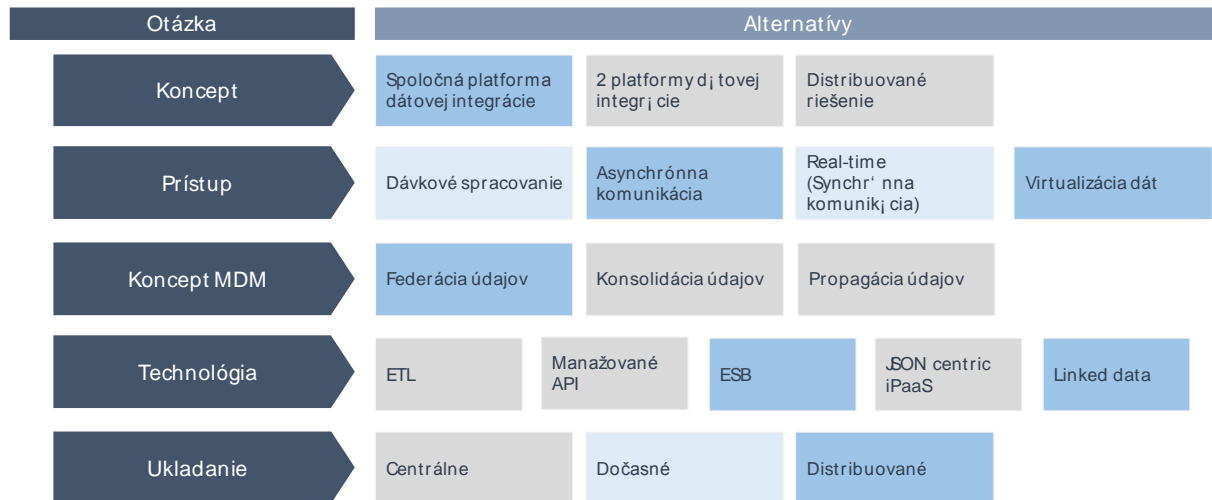 Otázka
Alternatívy
Koncept
Spoločná platforma
dátovej integrácie
2 platformy d¡ tovej
integr¡ cie
Distribuované
riešenie
Prístup
Dávkové spracovanie
Asynchrónna
komunikácia
Real-time
(Synchr‘ nna
komunik¡ cia)
Virtualizácia dát
Koncept MDM
Federácia údajov
Konsolidácia údajov
Propagácia údajov
Technológia
ETL
Manažované
API
ESB
JSON centric
iPaaS
Linked data
Ukladanie
Centrálne
Dočasné
Distribuované